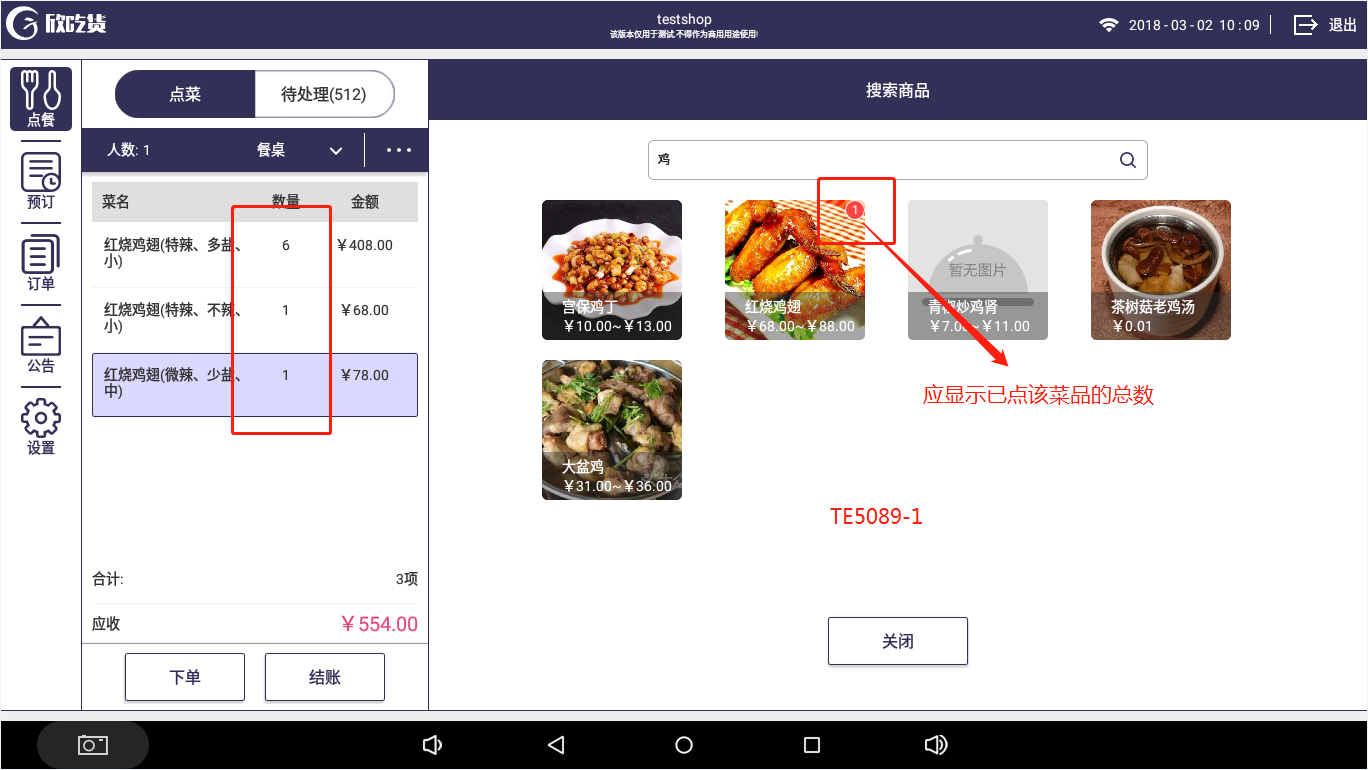 欣吃货
testshop
该版本仅用于测试,不得作为商用用途使用!
2018-03-02 10:09
退出
点餐
预订
订单
公告
设置
点菜
待处理(512)
人数: 1
餐桌
菜名
数量
金额
红烧鸡翅(特辣、多盐、
小)
6
￥408.00
红烧鸡翅(特辣、不辣、
小)
1
￥68.00
红烧鸡翅(微辣、少盐、
中)
1
￥78.00
合计:
3项
应收
￥554.00
下单
结账
搜索商品
鸡
宫保鸡丁
￥10.00~￥13.00
1
红烧鸡翅
￥68.00~￥88.00
暂无图片
青椒炒鸡肾
￥7.00~￥11.00
茶树菇老鸡汤
￥0.01
大盆鸡
￥31.00~￥36.00
应显示已点该菜品的总数
TE5089-1
关闭